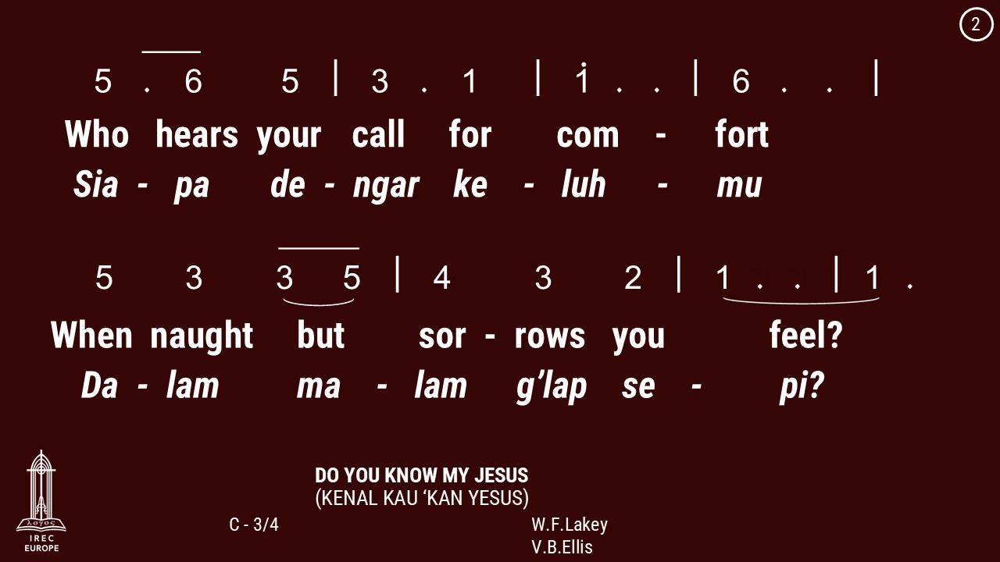 2
5 . 6 5 | 3 . 1 | 1̇ . . | 6 . . |
Who hears your call for com - fort
Sia - pa de - ngar ke - luh - mu
5 3 3 5 | 4 3 2 | 1 . . | 1 .
When naught but sor - rows you feel?
Da - lam ma - lam g’lap se - pi?
DO YOU KNOW MY JESUS
(KENAL KAU ‘KAN YESUS)
C - 3/4
W.F.Lakey
V.B.Ellis
λογος
IREC
EUROPE